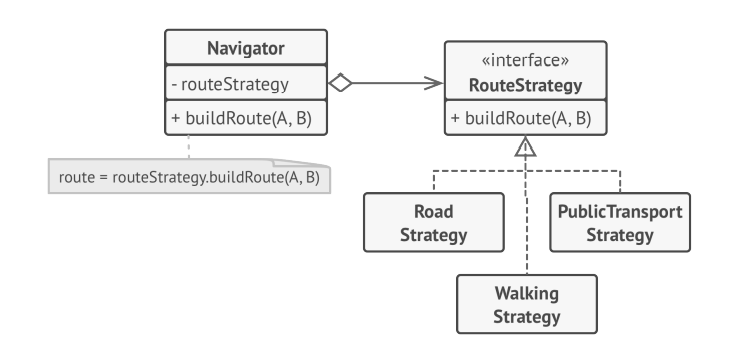 Navigator
- routeStrategy
+ buildRoute(A, B)
route = routeStrategy.buildRoute(A, B)
«interface»
RouteStrategy
+ buildRoute(A, B)
Road
Strategy
PublicTransport
Strategy
Walking
Strategy